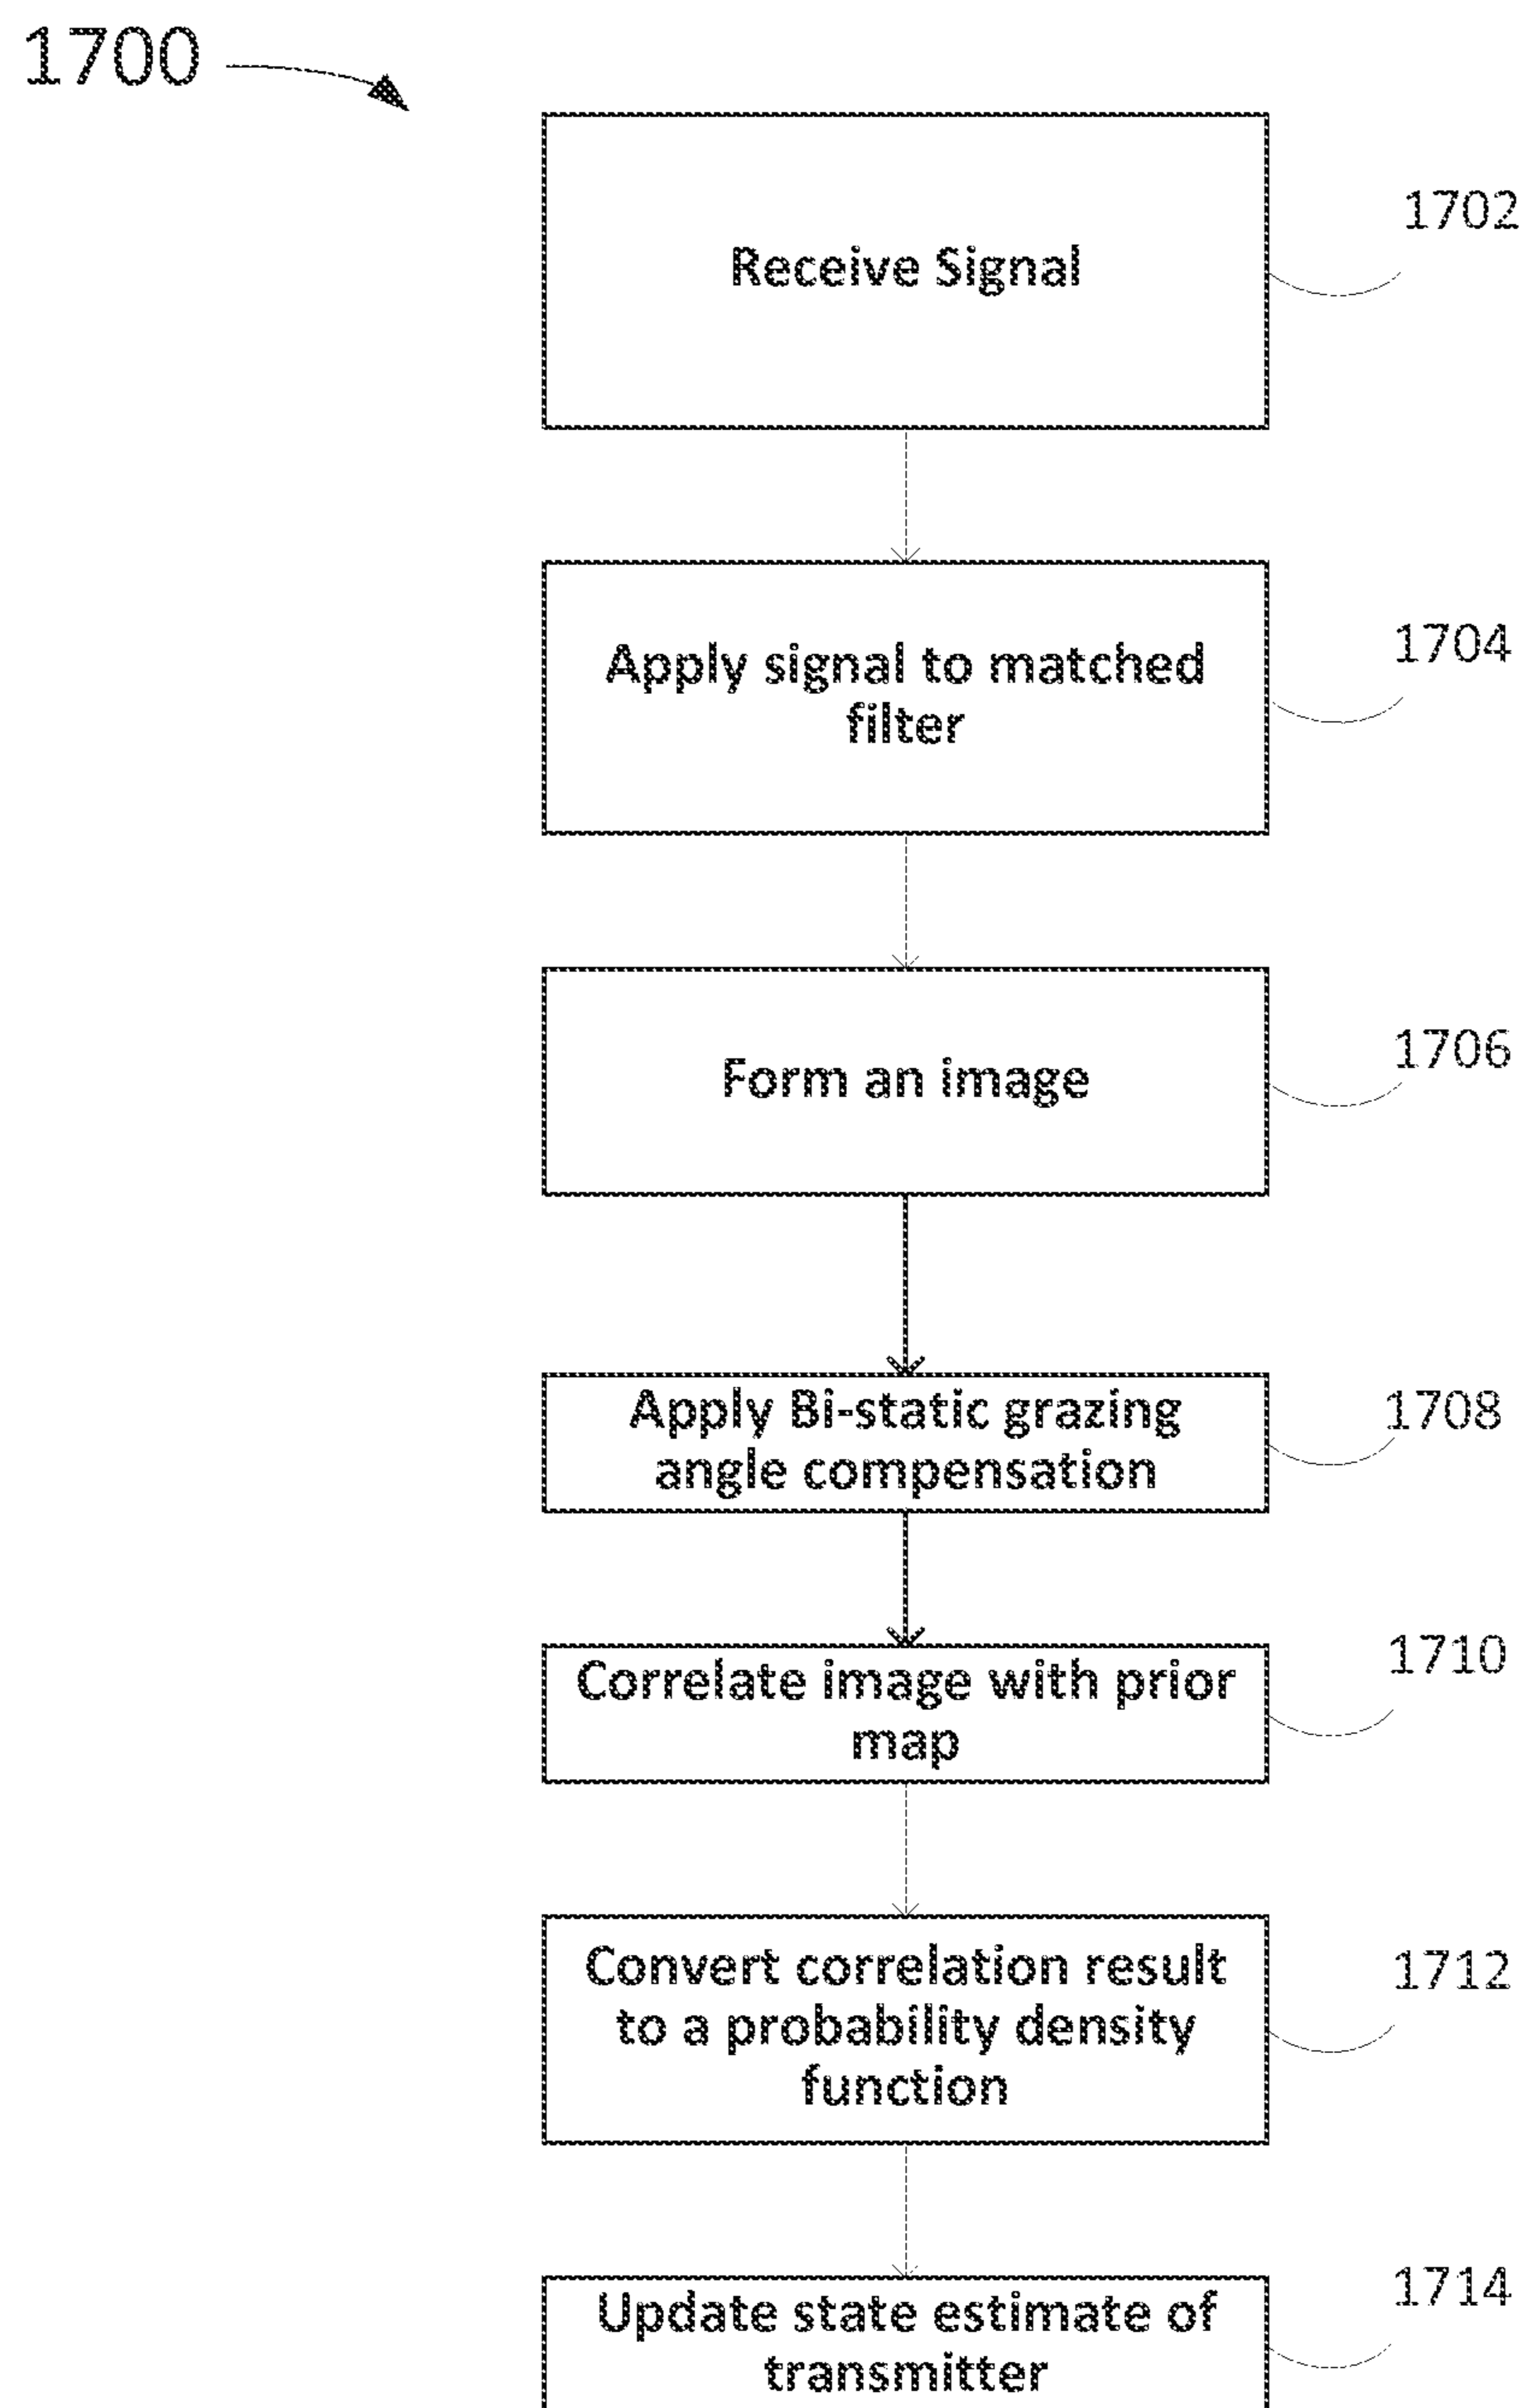 1700
Receive Signal
1702
Apply signal to matched
filter
1704
Form an image
1706
Apply Bi-static grazing
angle compensation
1708
Correlate image with prior
map
1710
Convert correlation result
to a probability density
function
1712
Update state estimate of
transmitter
1714